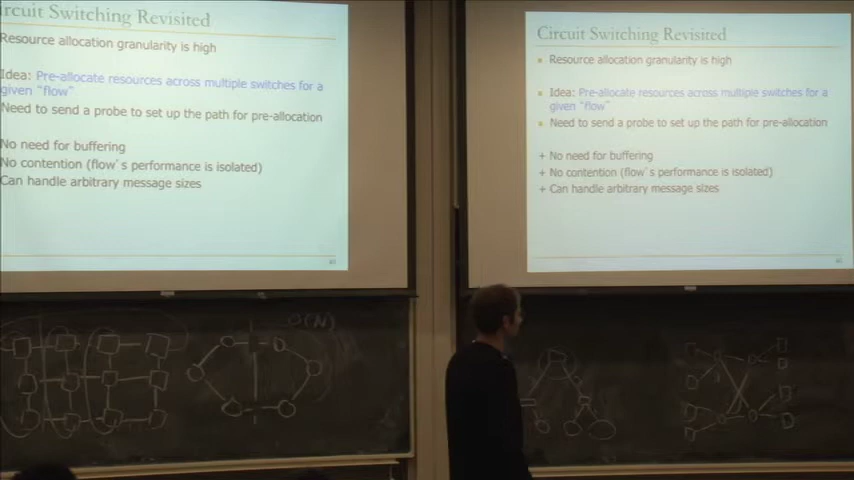 rcuit Switching Revisited
Resource allocation granularity is high
Idea: Pre-allocate resources across multiple switches for a
given "flow"
Need to send a probe to set up the path for pre-allocation
No need for buffering
No contention (flow's performance is isolated)
Can handle arbitrary message sizes
Circuit Switching Revisited
Resource allocation granularity is high
Idea: Pre-allocate resources across multiple switches for a
given "flow"
Need to send a probe to set up the path for pre-allocation
+ No need for buffering
+ No contention (flow's performance is isolated)
+ Can handle arbitrary message sizes
O(N)